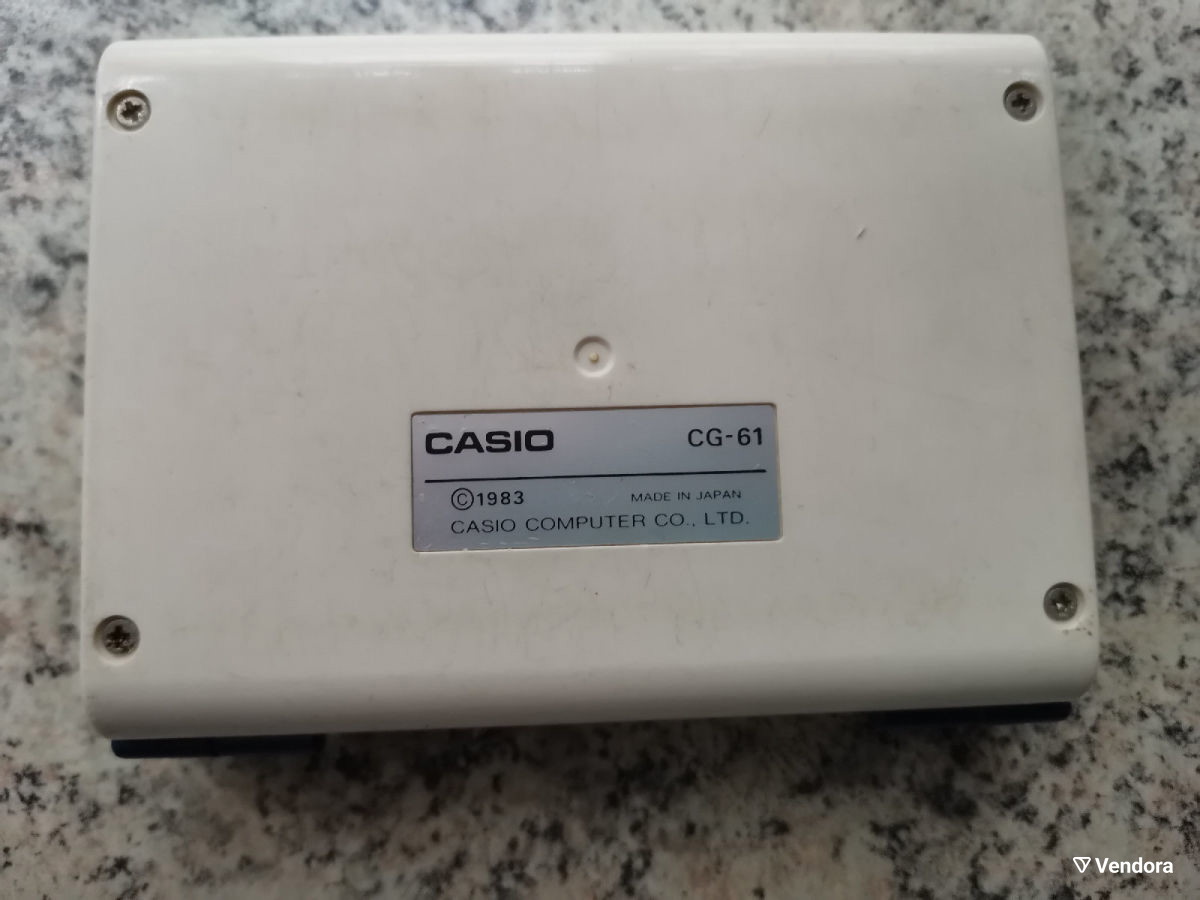 CASIO CG-61
©1983 MADE IN JAPAN
CASIO COMPUTER CO., LTD.
Vendora